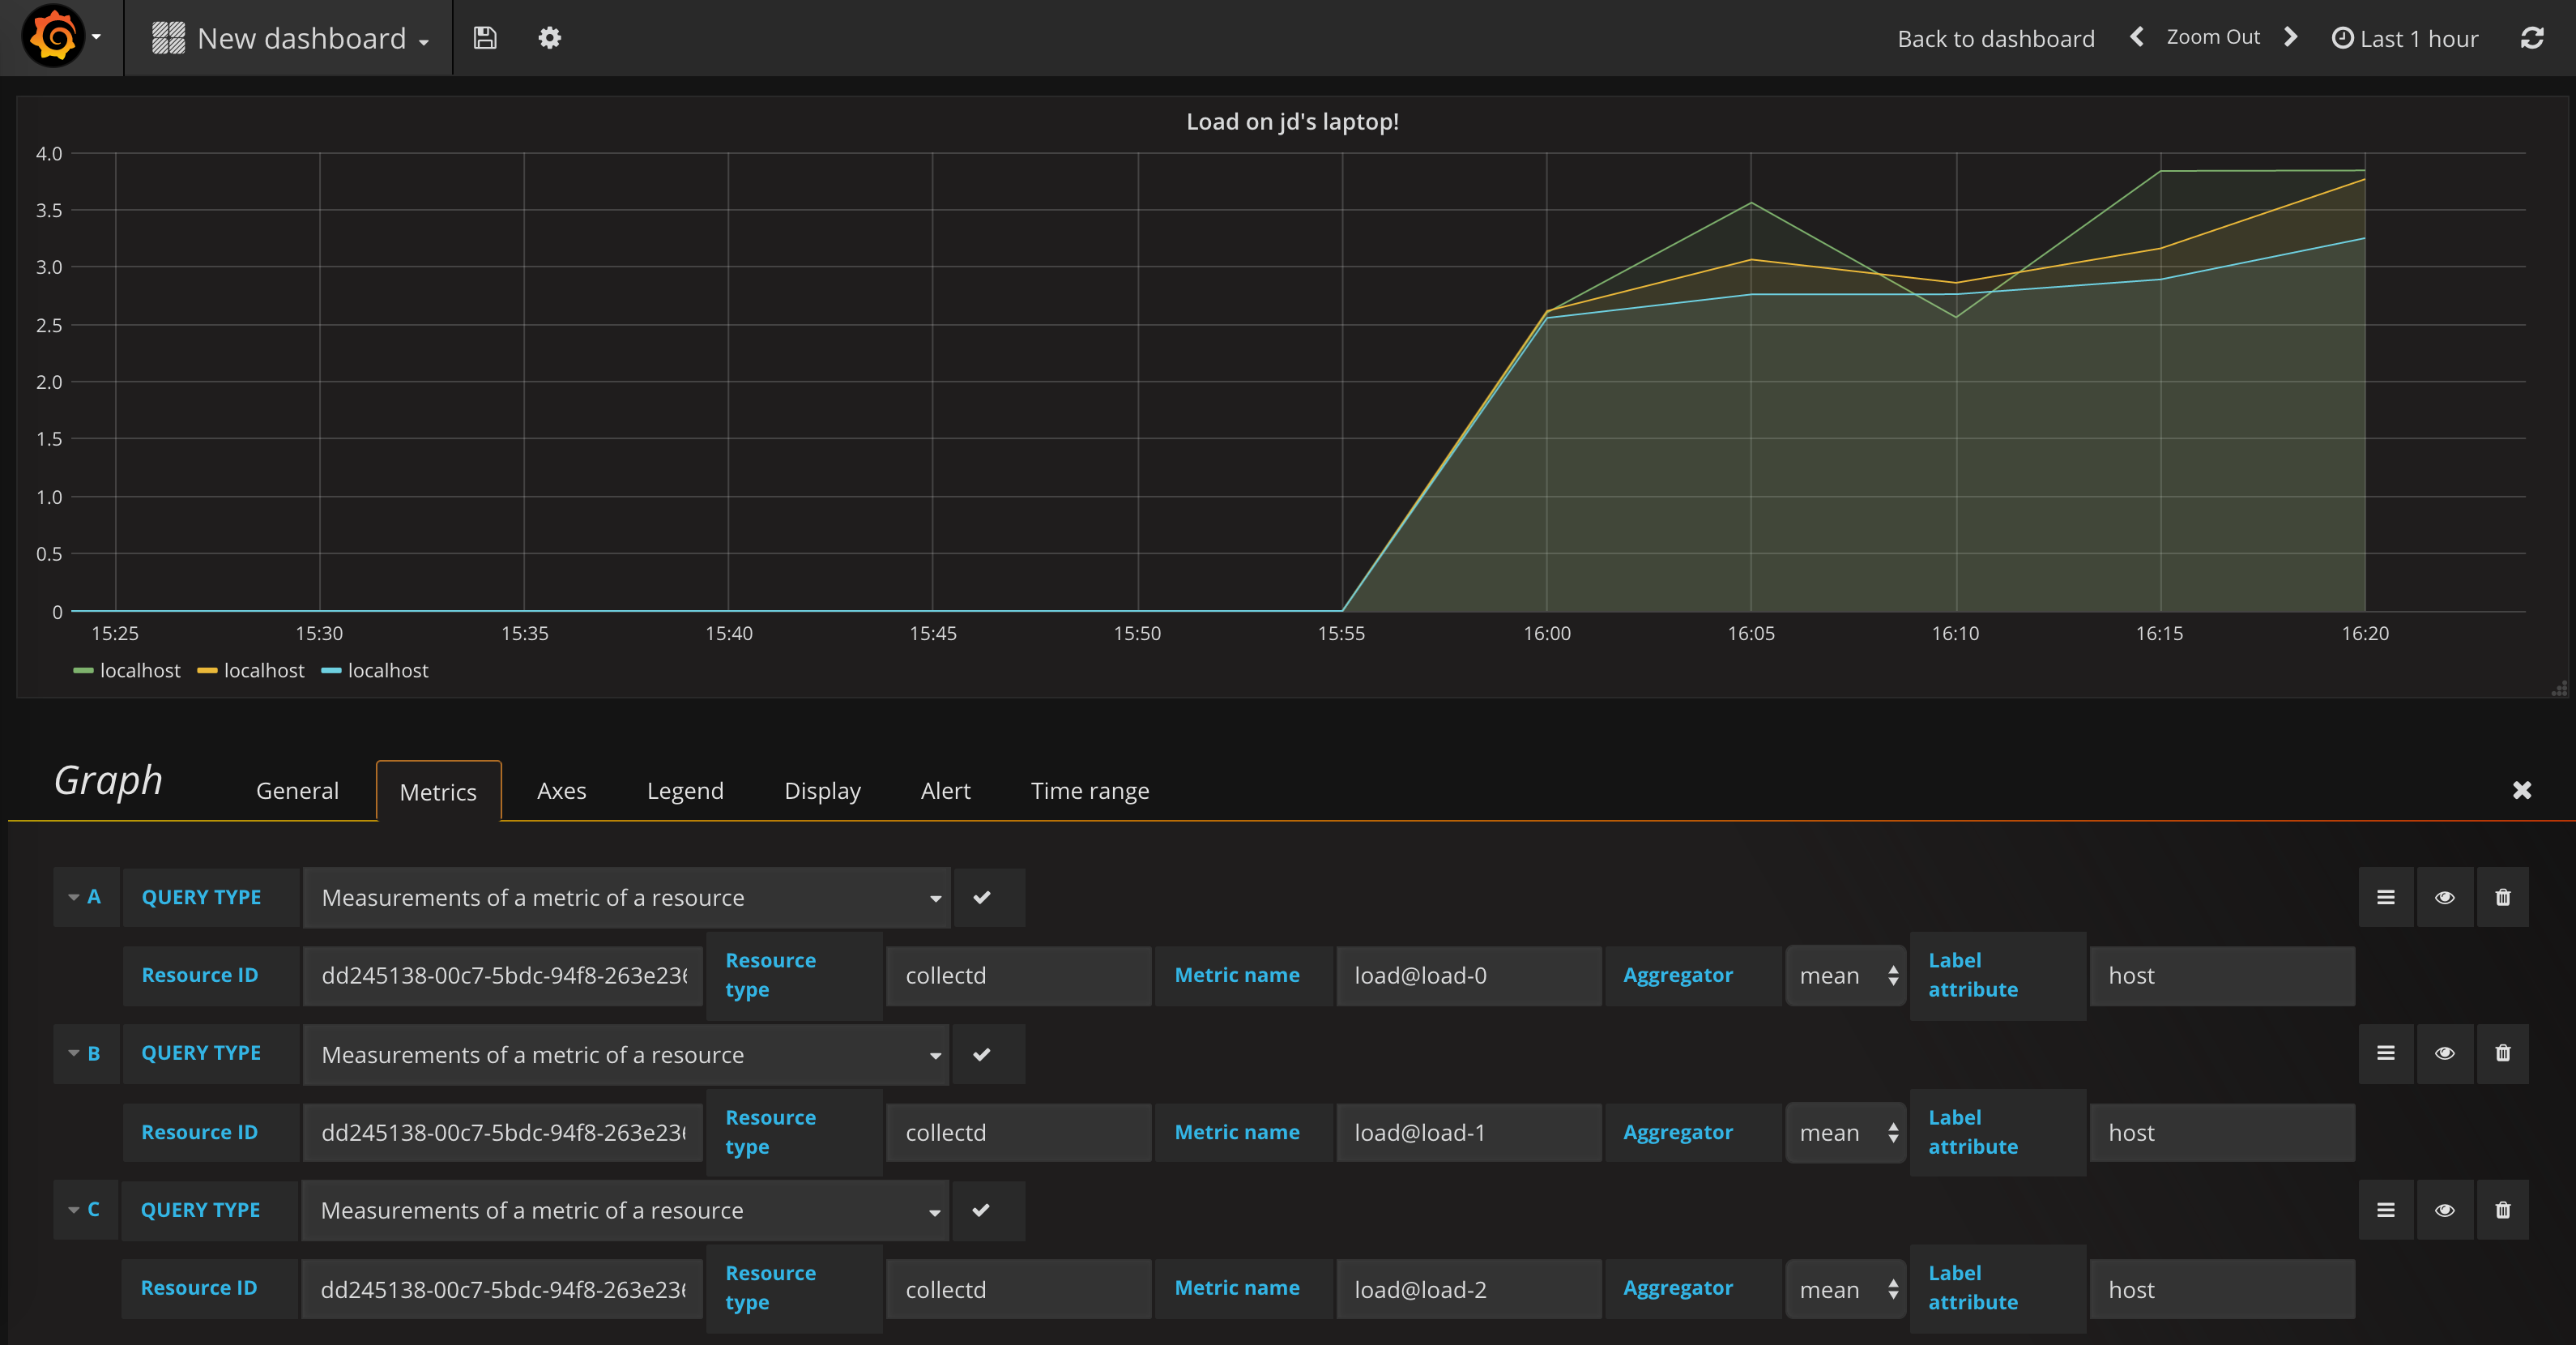 New dashboard
Back to dashboard Zoom Out Last 1 hour
Load on jd's laptop!
4.0
3.5
3.0
2.5
2.0
1.5
1.0
0.5
0
15:25 15:30 15:35 15:40 15:45 15:50 15:55 16:00 16:05 16:10 16:15 16:20
localhost localhost localhost
Graph General Metrics Axes Legend Display Alert Time range
A QUERY TYPE Measurements of a metric of a resource
Resource ID dd245138-00c7-5bdc-94f8-263e236 Resource type collectd Metric name load@load-0 Aggregator mean Label attribute host
B QUERY TYPE Measurements of a metric of a resource
Resource ID dd245138-00c7-5bdc-94f8-263e236 Resource type collectd Metric name load@load-1 Aggregator mean Label attribute host
C QUERY TYPE Measurements of a metric of a resource
Resource ID dd245138-00c7-5bdc-94f8-263e236 Resource type collectd Metric name load@load-2 Aggregator mean Label attribute host